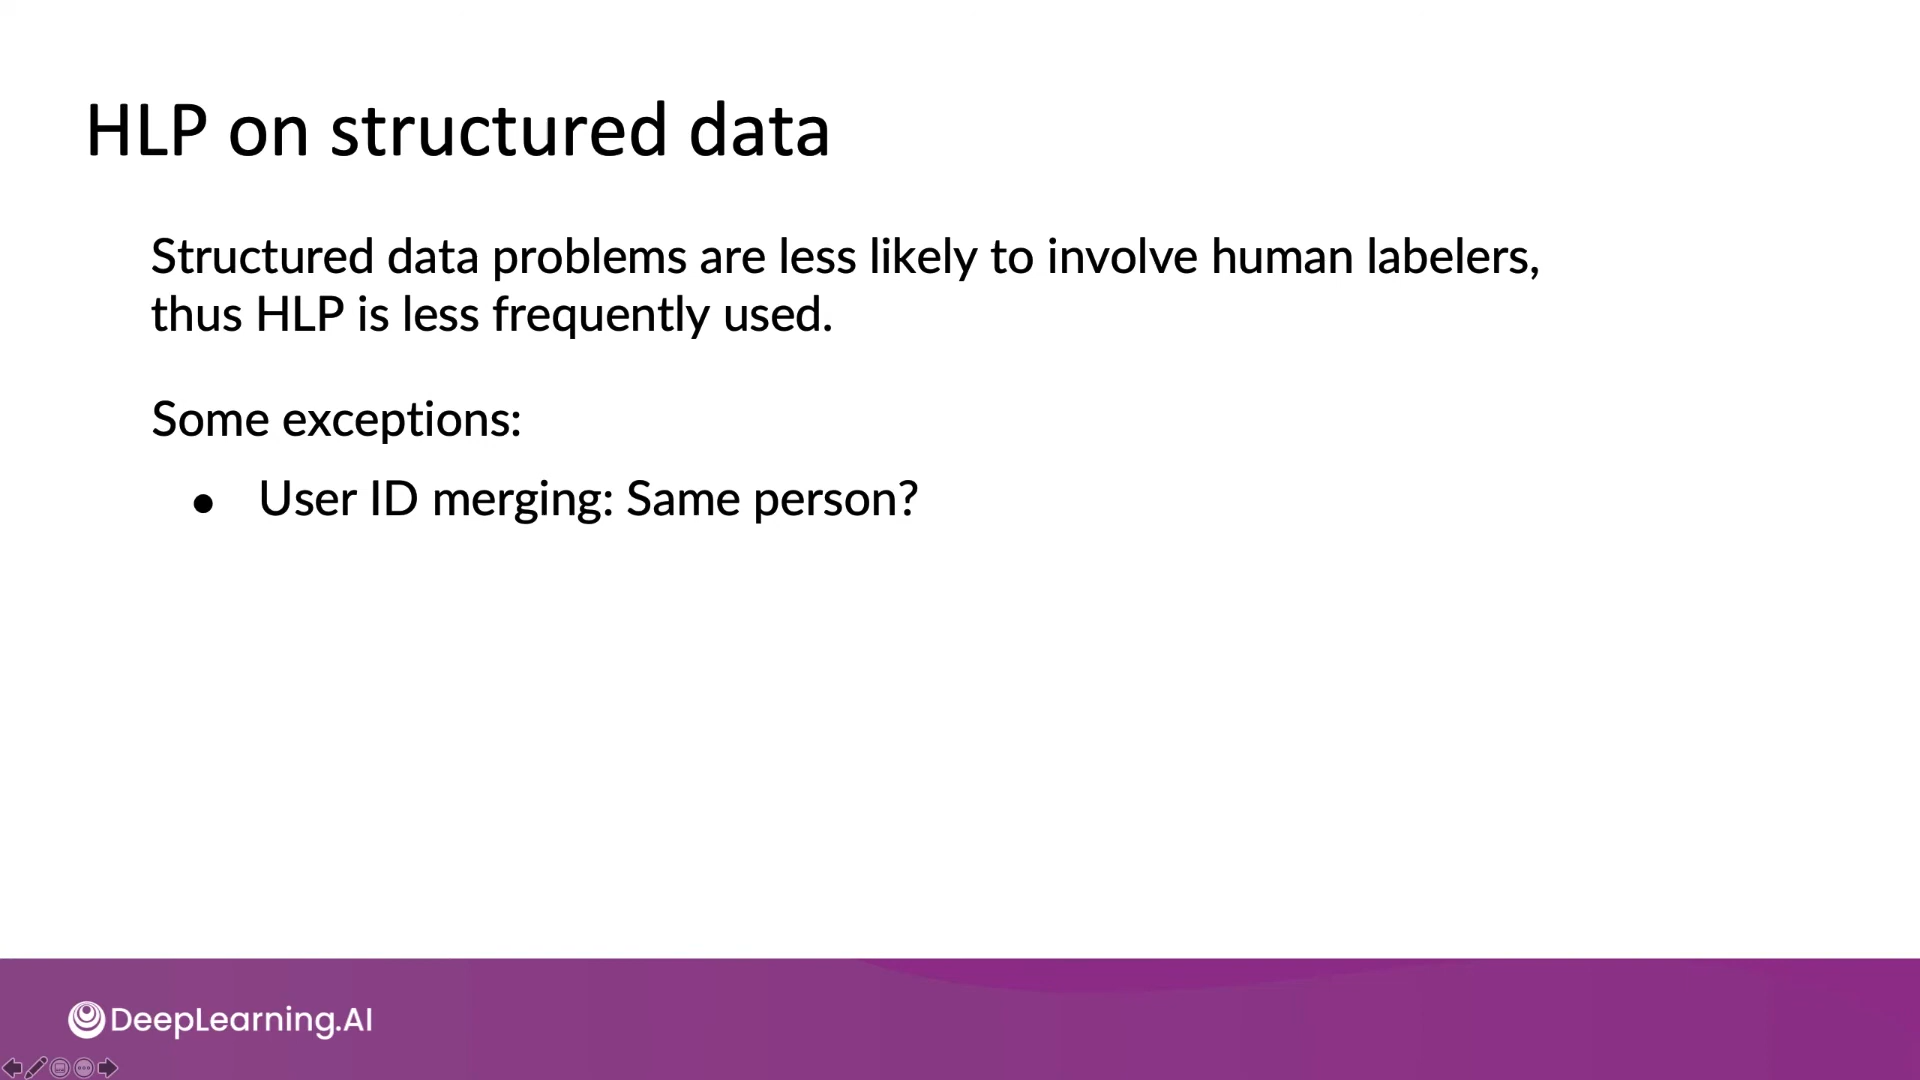 HLP on structured data
Structured data problems are less likely to involve human labelers,
thus HLP is less frequently used.
Some exceptions:
● User ID merging: Same person?
DeepLearning.AI